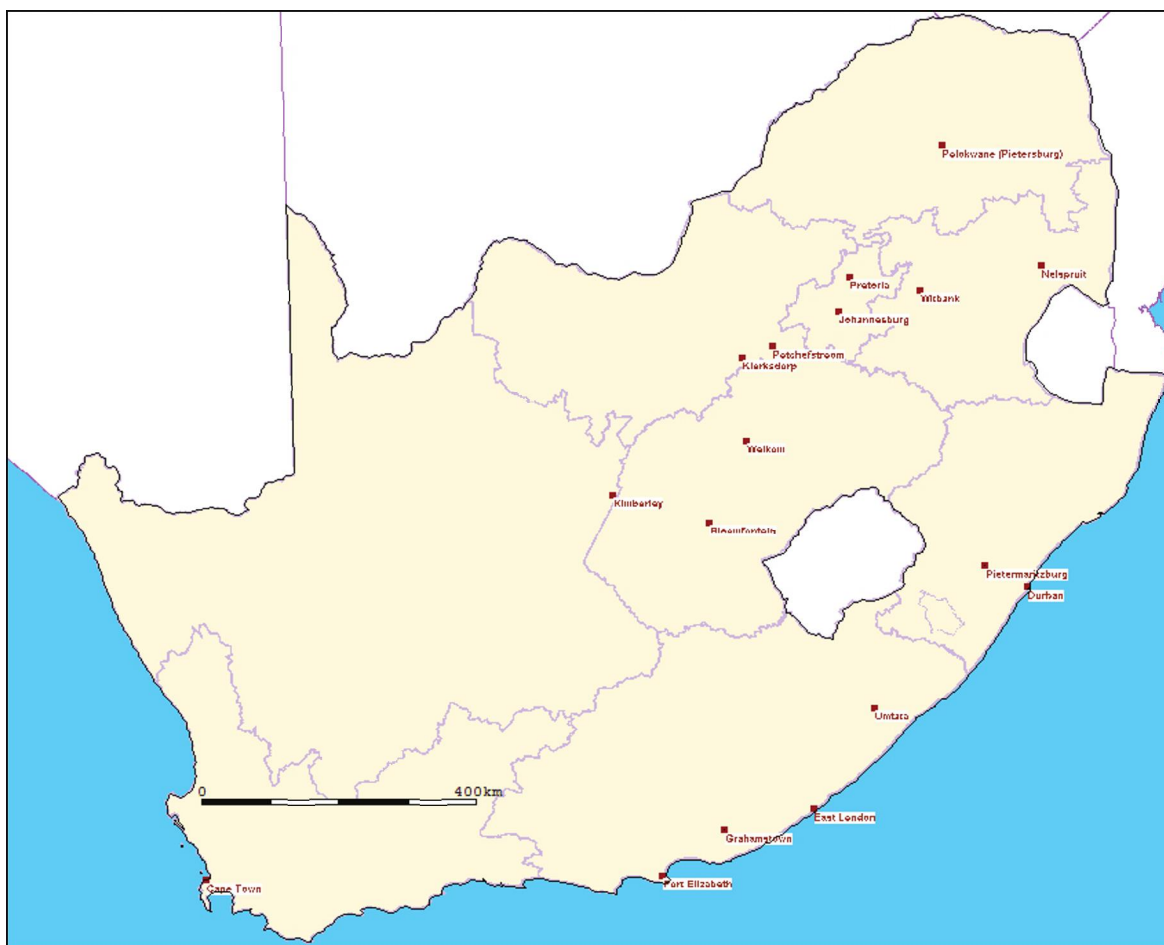 Polokwane (Pietersburg)
Nelspruit
Pretoria
Witbank
Johannesburg
Potchefstroom
Klerksdorp
Welkom
Kimberley
Bloemfontein
Pietermaritzburg
Durban
Umtata
0 400km
East London
Grahamstown
Port Elizabeth
Cape Town